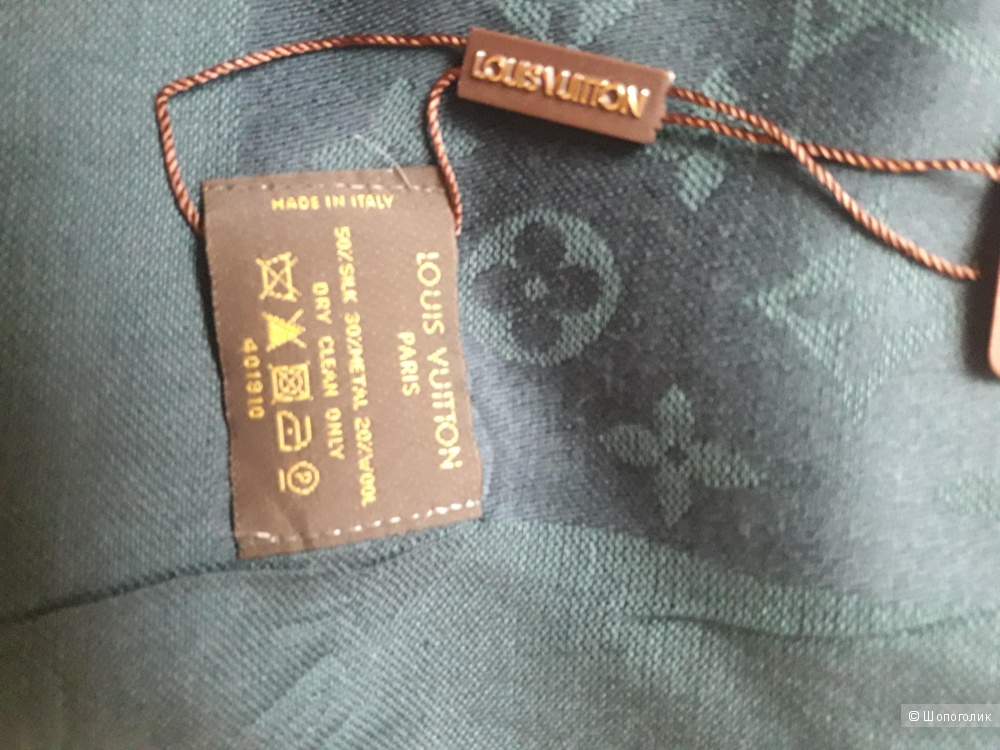 LOUIS VUITTON
LOUIS VUITTON
PARIS
MADE IN ITALY
50%SILK 30%METAL 20%WOOL
DRY CLEAN ONLY
401910
P
© Шопоголик